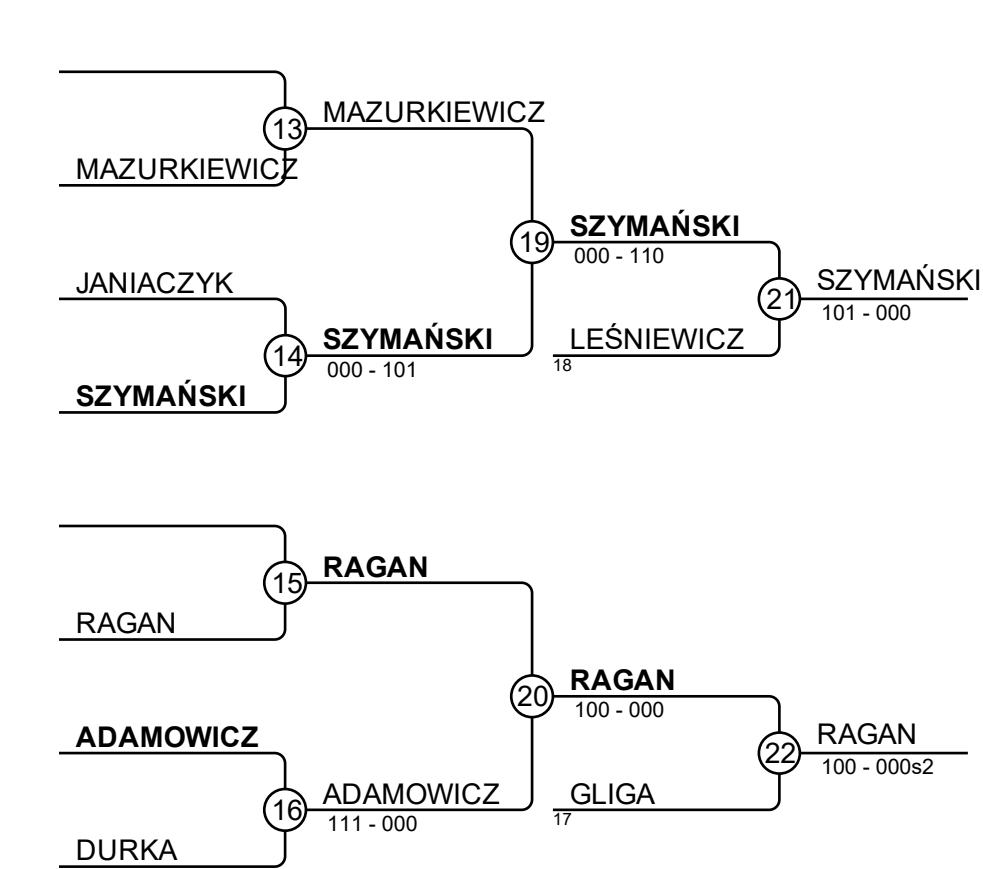 MAZURKIEWICZ
13
MAZURKIEWICZ
SZYMAŃSKI
19
000 - 110
SZYMAŃSKI
JANIACZYK
21
101 - 000
SZYMAŃSKI
LEŚNIEWICZ
14
18
000 - 101
SZYMAŃSKI
RAGAN
15
RAGAN
RAGAN
20
100 - 000
ADAMOWICZ
RAGAN
22
100 - 000s2
ADAMOWICZ
GLIGA
16
17
111 - 000
DURKA